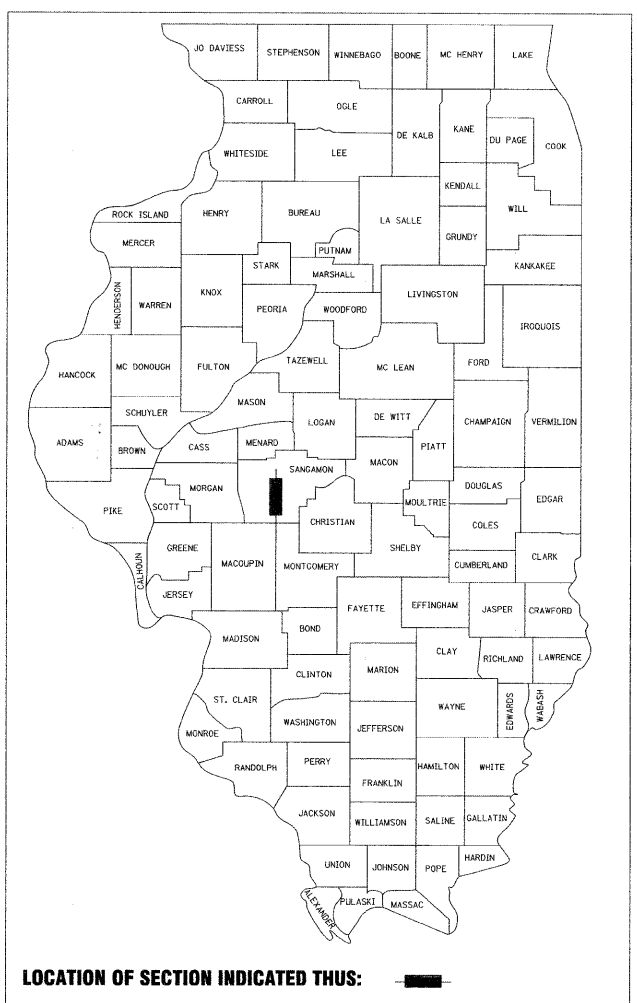 JO DAVIESS STEPHENSON WINNEBAGO BOONE MC HENRY LAKE
CARROLL OGLE DE KALB KANE DU PAGE COOK
WHITESIDE LEE
KENDALL WILL
ROCK ISLAND HENRY BUREAU LA SALLE
GRUNDY
MERCER PUTNAM
STARK MARSHALL KANKAKEE
HENDERSON WARREN KNOX PEORIA WOODFORD LIVINGSTON IROQUOIS
HANCOCK MC DONOUGH FULTON TAZEWELL MC LEAN FORD
MASON
SCHUYLER LOGAN DE WITT CHAMPAIGN VERMILION
ADAMS BROWN CASS MENARD PIATT
SANGAMON MACON
MORGAN DOUGLAS
PIKE SCOTT CHRISTIAN MOULTRIE COLES EDGAR
GREENE MACOUPIN MONTGOMERY SHELBY CUMBERLAND CLARK
CALHOUN JERSEY
FAYETTE EFFINGHAM JASPER CRAWFORD
MADISON BOND
CLAY RICHLAND LAWRENCE
CLINTON MARION
ST. CLAIR WAYNE EDWARDS WABASH
WASHINGTON JEFFERSON
MONROE
RANDOLPH PERRY HAMILTON WHITE
FRANKLIN
JACKSON WILLIAMSON SALINE GALLATIN
UNION JOHNSON POPE HARDIN
ALEXANDER PULASKI MASSAC
LOCATION OF SECTION INDICATED THUS: